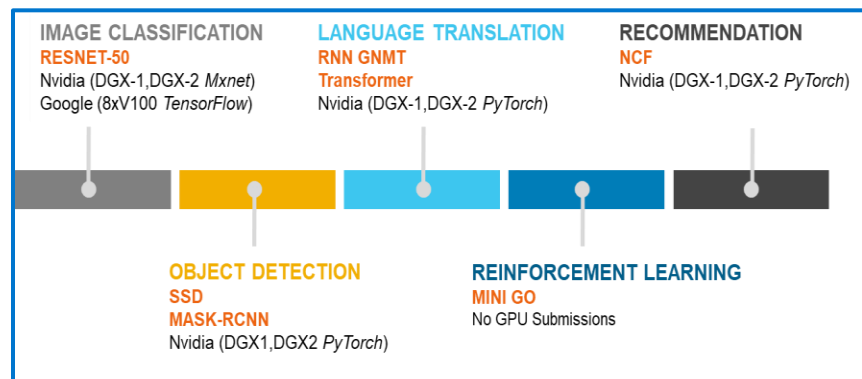 IMAGE CLASSIFICATION
RESNET-50
Nvidia (DGX-1,DGX-2 Mxnet)
Google (8xV100 TensorFlow)
LANGUAGE TRANSLATION
RNN GNMT
Transformer
Nvidia (DGX-1,DGX-2 PyTorch)
RECOMMENDATION
NCF
Nvidia (DGX-1,DGX-2 PyTorch)
OBJECT DETECTION
SSD
MASK-RCNN
Nvidia (DGX1,DGX2 PyTorch)
REINFORCEMENT LEARNING
MINI GO
No GPU Submissions